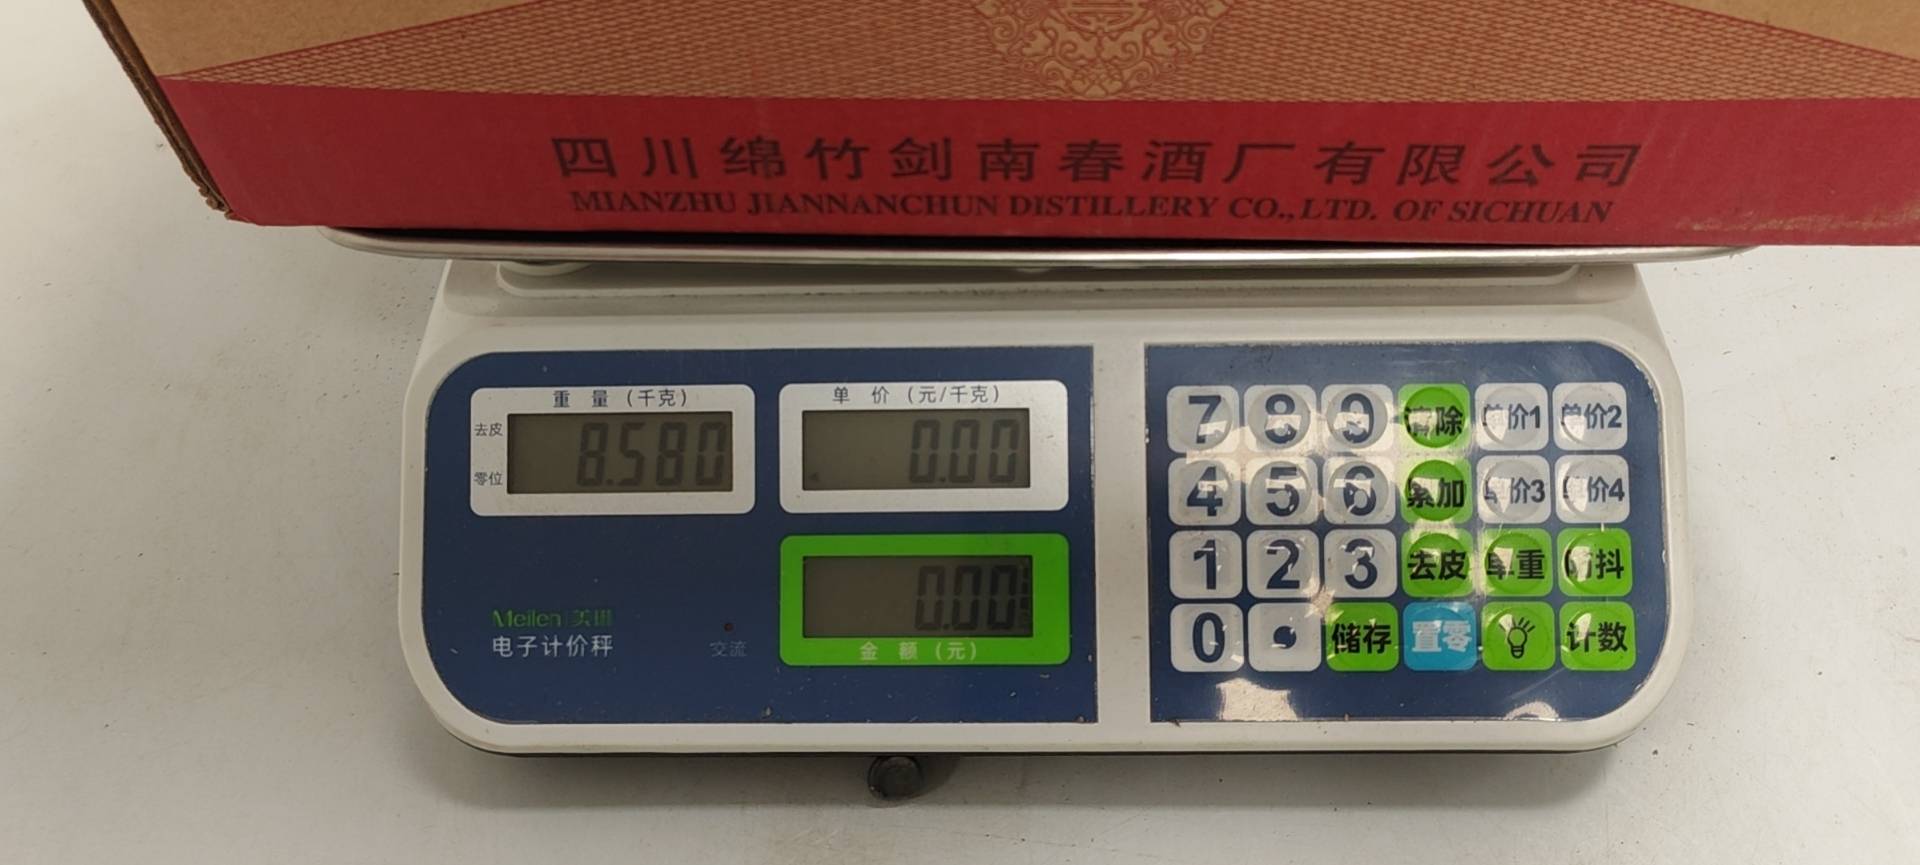 四川绵竹剑南春酒厂有限公司
MIANZHU JIANNANCHUN DISTILLERY CO.,LTD. OF SICHUAN
重 量 (千克)
去皮
零位
8.580
单 价 (元/千克)
0.00
0.00
金 额 (元)
Meilen 美琳
电子计价秤
交流
7 8 9 清除 单价1 单价2
4 5 6 累加 单价3 单价4
1 2 3 去皮 单重 防抖
0 . 储存 置零 计数